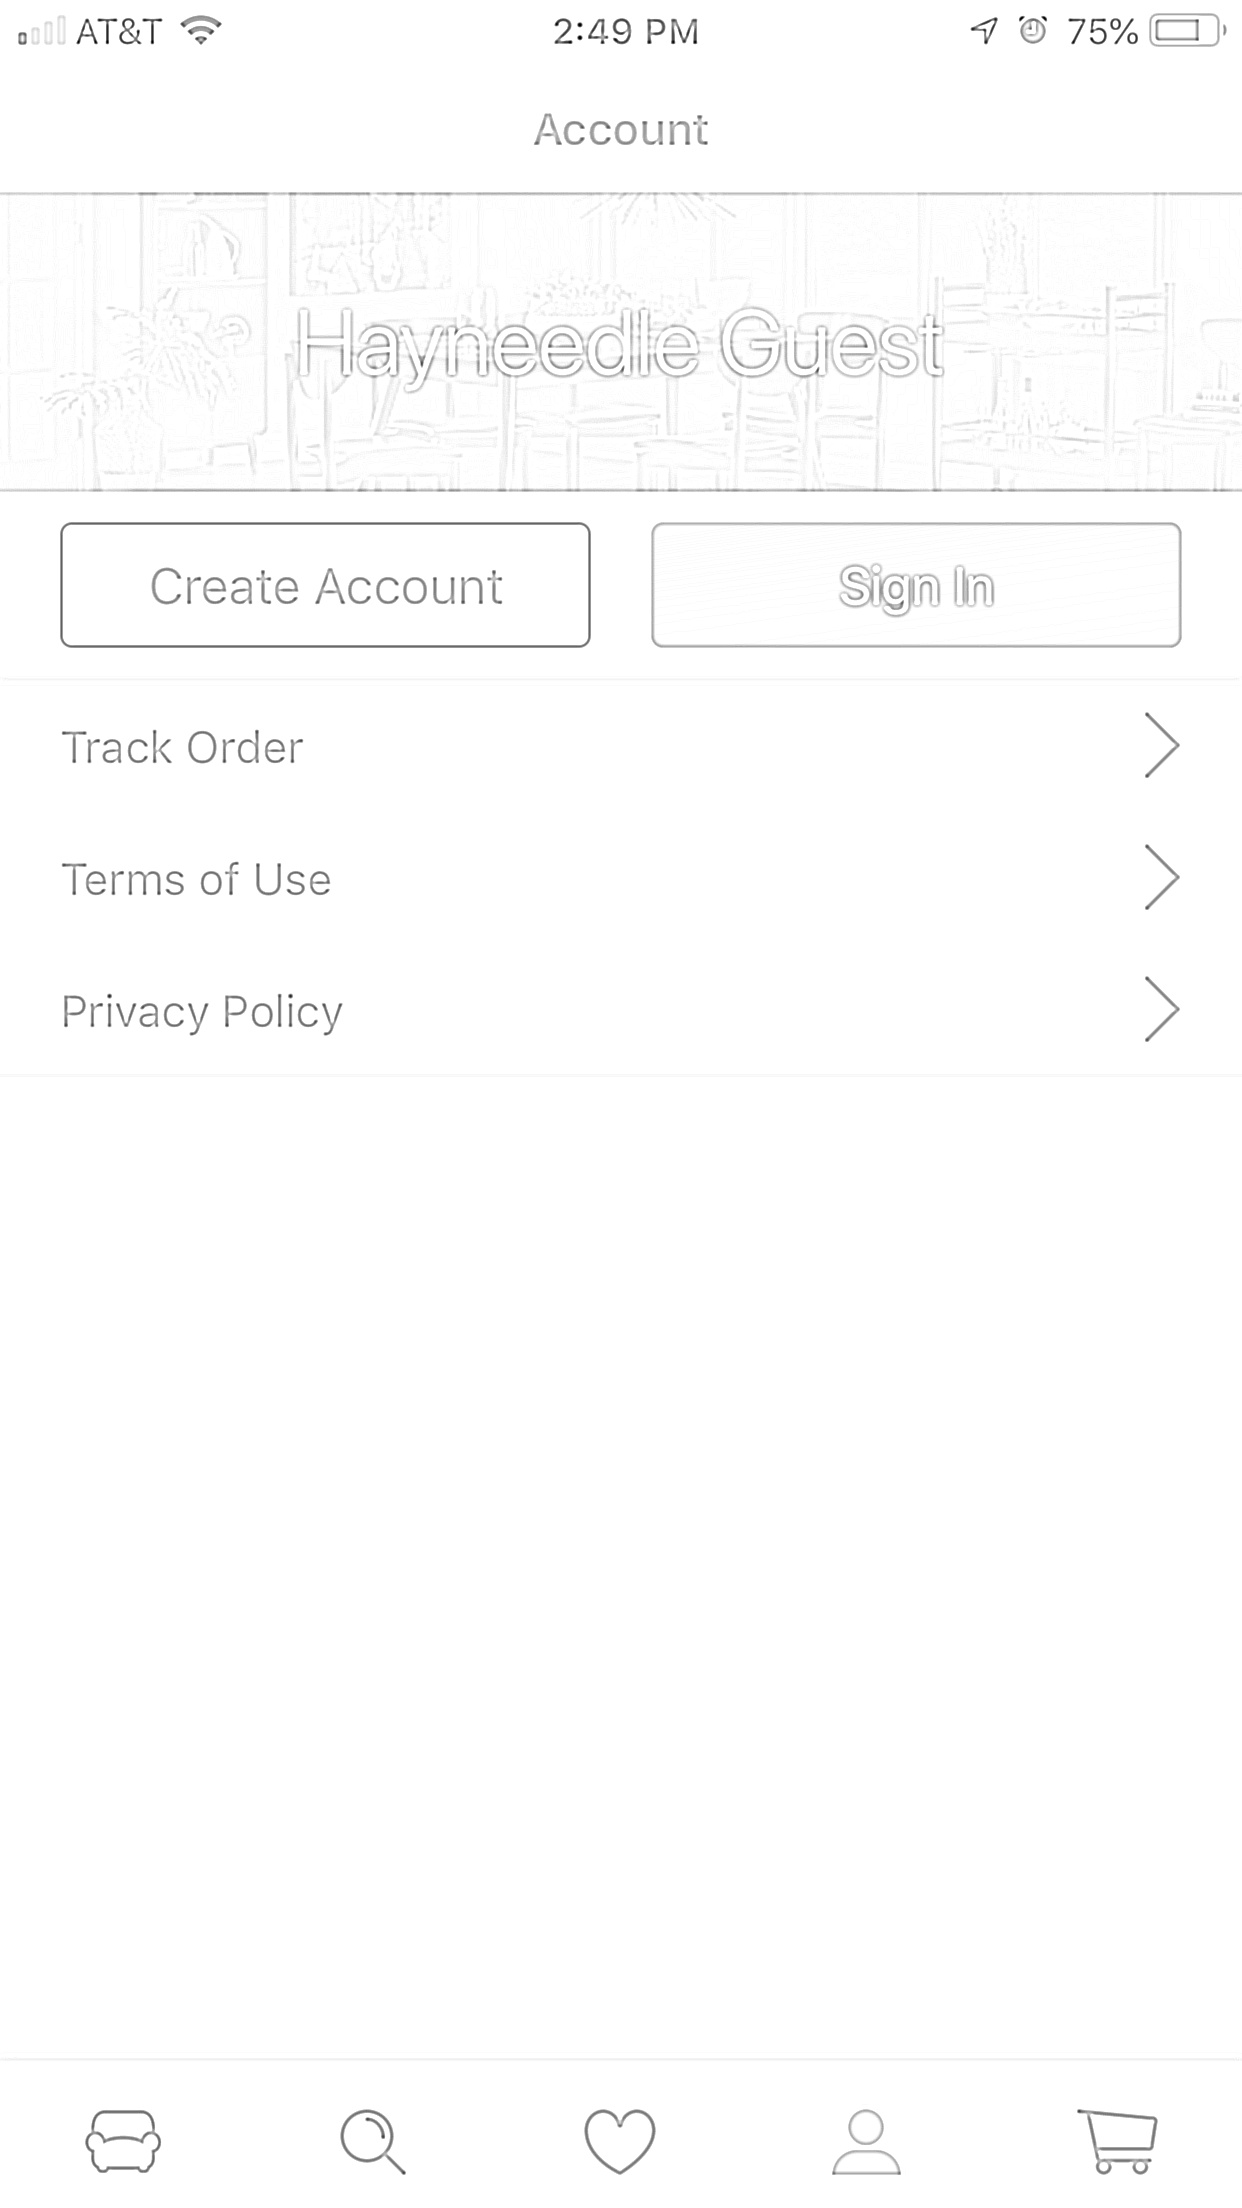 AT&T 2:49 PM 75%
Account
Hayneedle Guest
Create Account Sign In
Track Order
Terms of Use
Privacy Policy